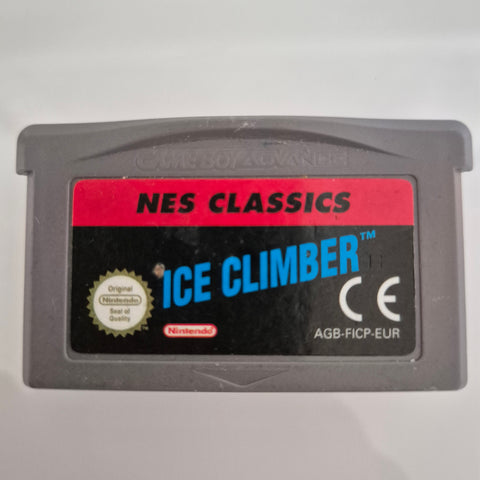 GAME BOY ADVANCE
NES CLASSICS
ICE CLIMBER™
Original
Nintendo
Seal of
Quality
Nintendo
CE
AGB-FICP-EUR